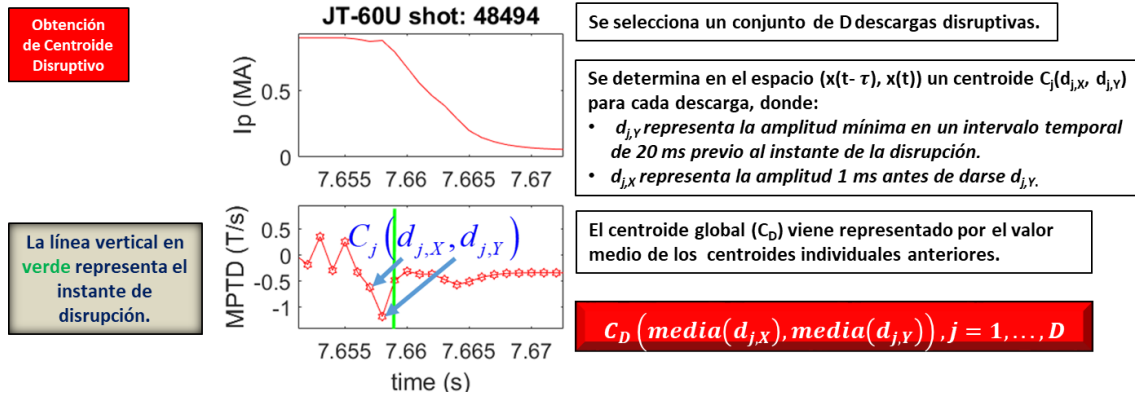 Obtención
de Centroide
Disruptivo
JT-60U shot: 48494
Ip (MA)
0.5
0
7.655 7.66 7.665 7.67
La línea vertical en
verde representa el
instante de
disrupción.
MPTD (T/s)
0.5
0
-0.5
-1
C_j(d_{j,X}, d_{j,Y})
7.655 7.66 7.665 7.67
time (s)
Se selecciona un conjunto de D descargas disruptivas.
Se determina en el espacio (x(t- τ), x(t)) un centroide C_j(d_{j,X}, d_{j,Y})
para cada descarga, donde:
• d_{j,Y} representa la amplitud mínima en un intervalo temporal
de 20 ms previo al instante de la disrupción.
• d_{j,X} representa la amplitud 1 ms antes de darse d_{j,Y}.
El centroide global (C_D) viene representado por el valor
medio de los centroides individuales anteriores.
C_D(media(d_{j,X}), media(d_{j,Y})), j = 1, ..., D